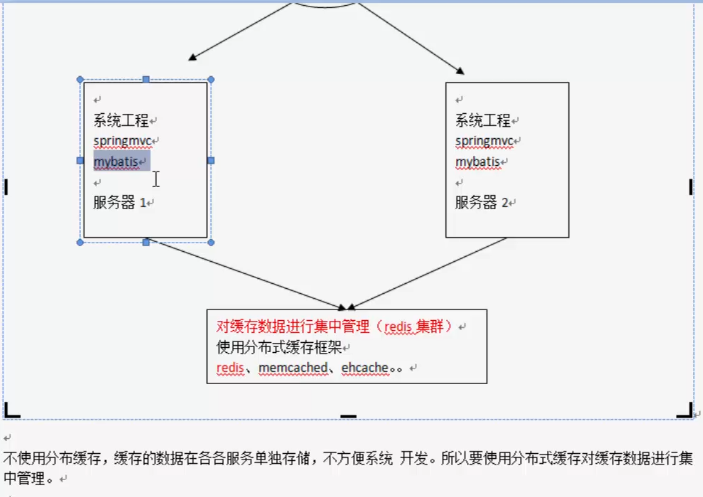 系统工程
springmvc
mybatis
服务器 1
系统工程
springmvc
mybatis
服务器 2
对缓存数据进行集中管理（redis 集群）
使用分布式缓存框架
redis、memcached、ehcache。。
不使用分布缓存，缓存的数据在各各服务单独存储，不方便系统 开发。所以要使用分布式缓存对缓存数据进行集
中管理。